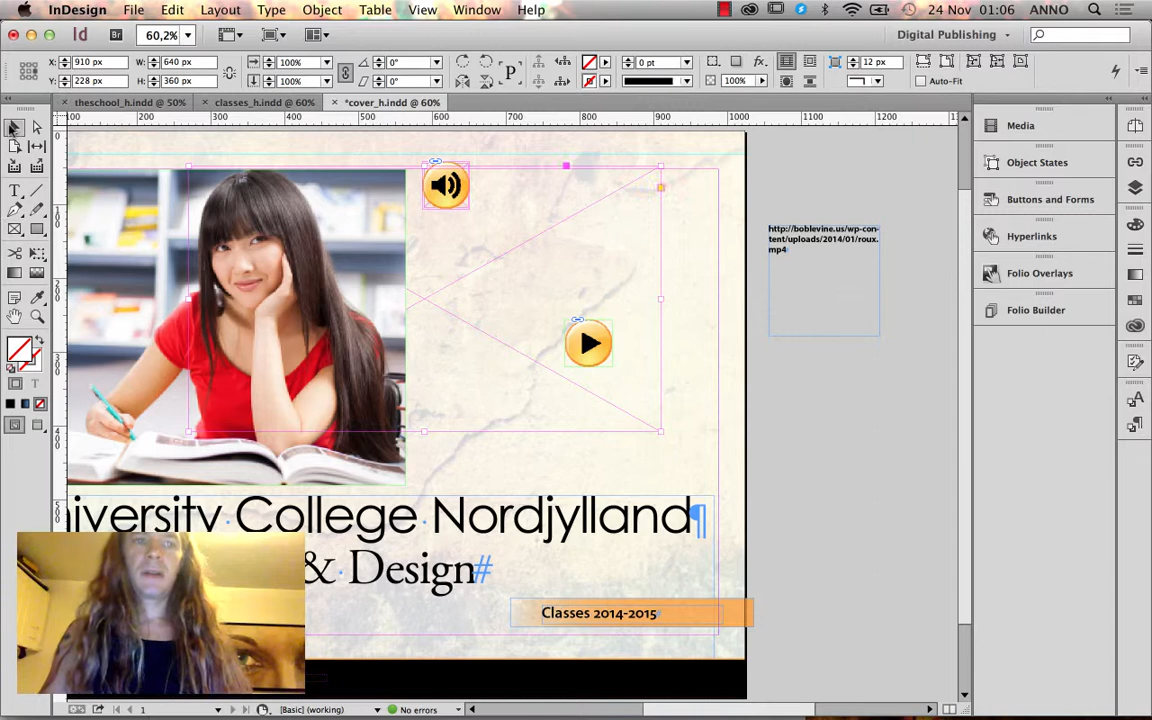 InDesign File Edit Layout Type Object Table View Window Help 24 Nov 01:06 ANNO
Id Br 60,2% Digital Publishing
X: 910 px W: 640 px 100% 0° P 0 pt fx. 12 px
Y: 228 px H: 360 px 100% 0° 100% Auto-Fit
theschool_h.indd @ 50% classes_h.indd @ 60% *cover_h.indd @ 60%
100 200 300 400 500 600 700 800 900 1000 1100 1200
Media
Object States
Buttons and Forms
Hyperlinks
Folio Overlays
Folio Builder
http://boblevine.us/wp-con-
tent/uploads/2014/01/roux.
mp4
iversity College Nordjylland¶
& Design#
Classes 2014-2015
1 [Basic] (working) No errors